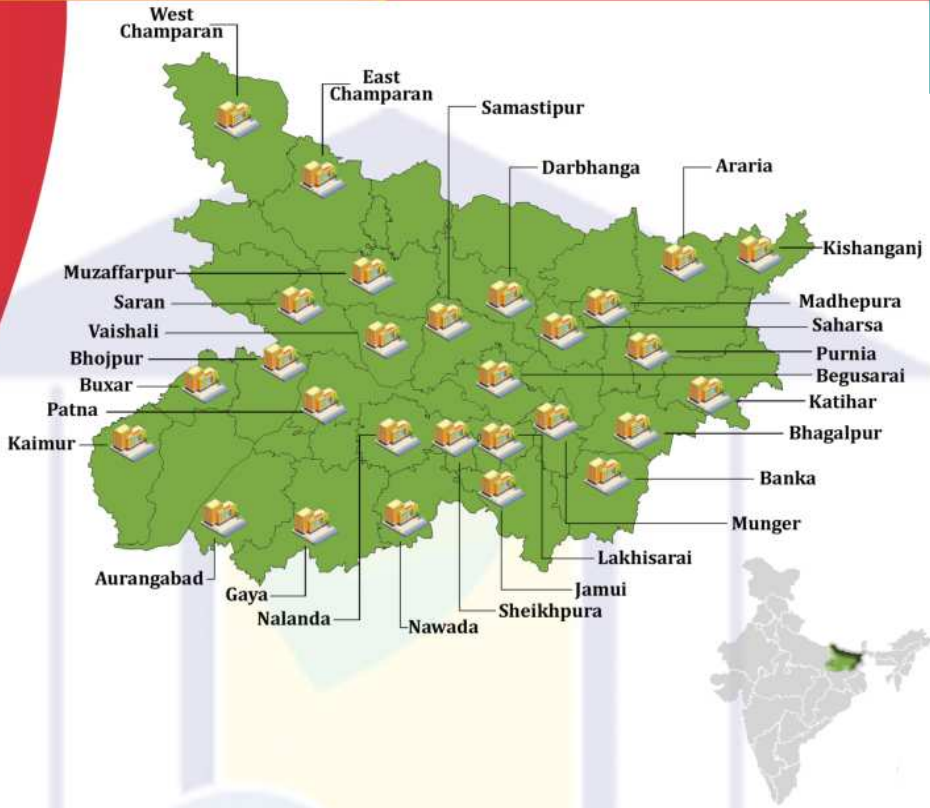 West
Champaran
East
Champaran
Samastipur
Darbhanga
Araria
Kishanganj
Muzaffarpur
Saran
Vaishali
Bhojpur
Buxar
Patna
Kaimur
Madhepura
Saharsa
Purnia
Begusarai
Katihar
Bhagalpur
Banka
Munger
Lakhisarai
Jamui
Sheikhpura
Nawada
Nalanda
Gaya
Aurangabad